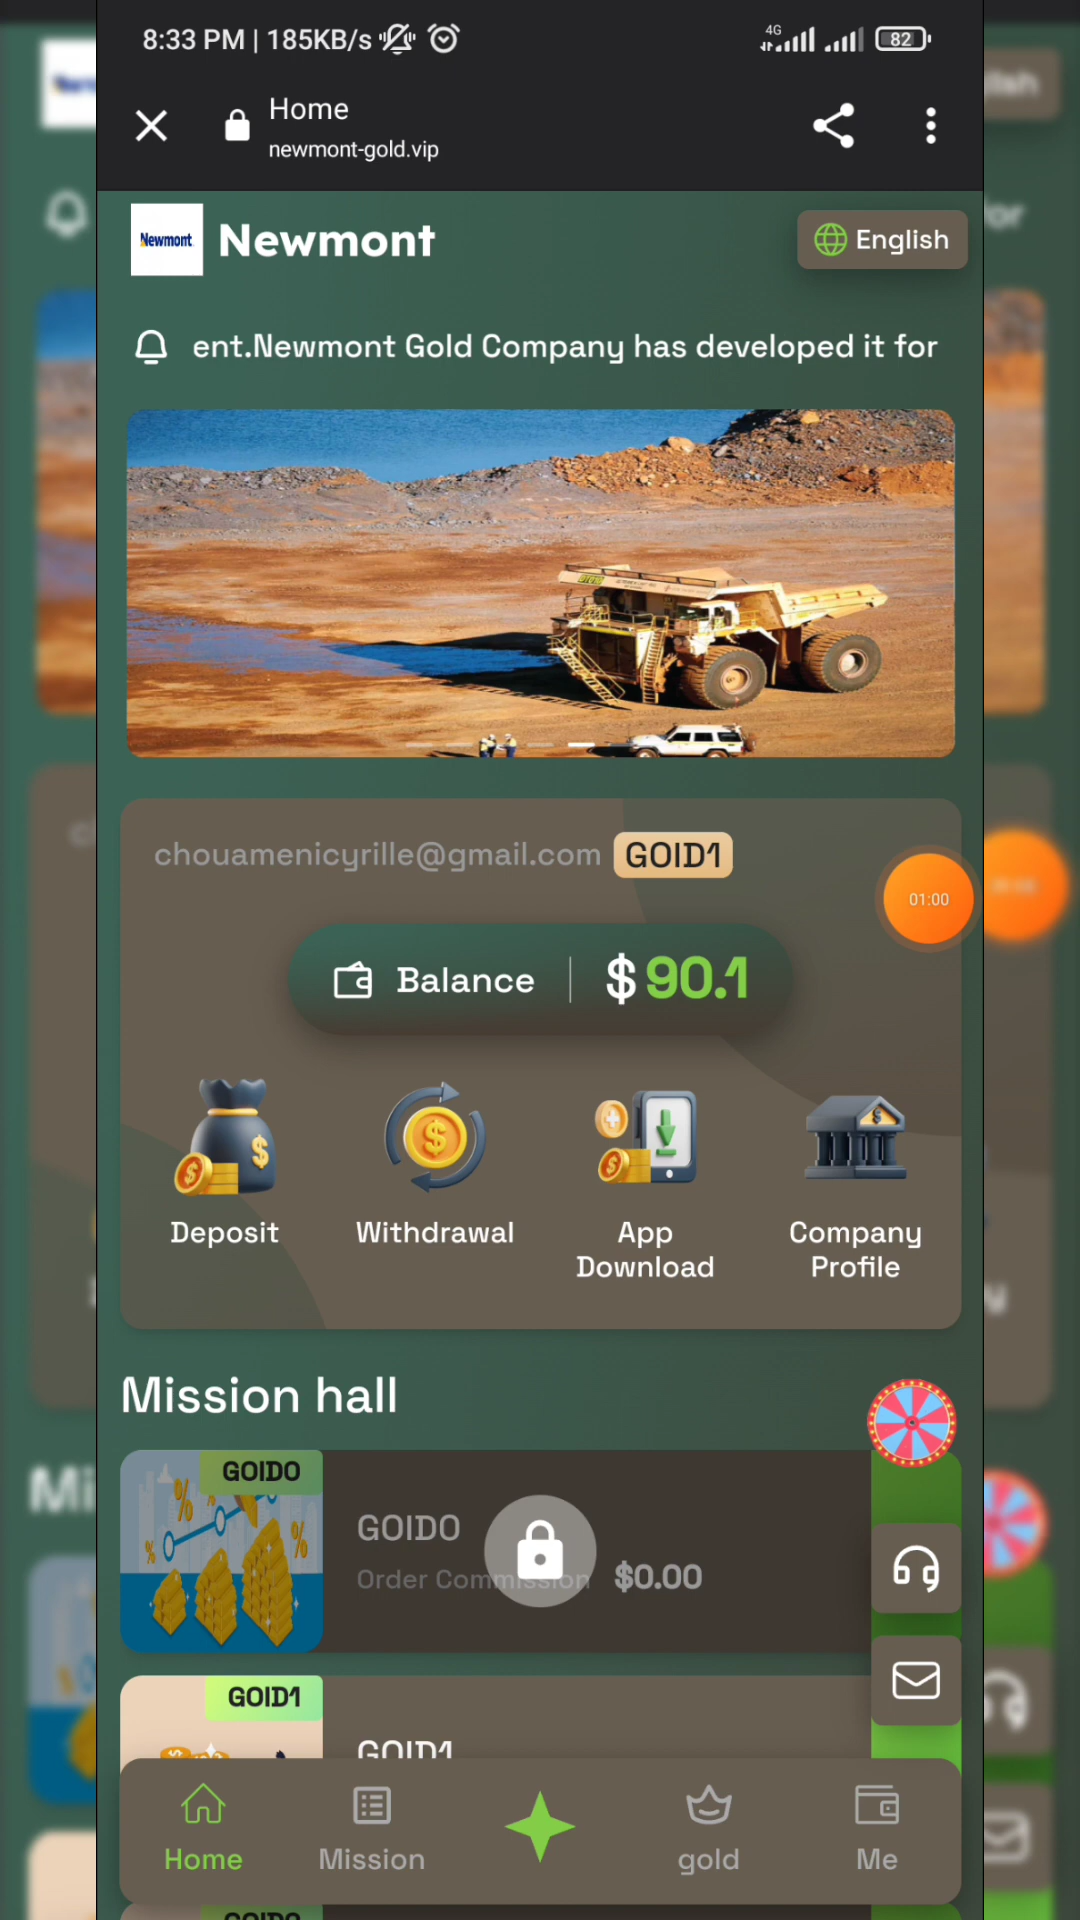 8:33 PM | 185KB/s
4G
82
Home
newmont-gold.vip
Newmont
Newmont
English
ent.Newmont Gold Company has developed it for
chouamenicyrille@gmail.com GOID1
01:00
Balance $ 90.1
Deposit
Withdrawal
App Download
Company Profile
Mission hall
GOID0
GOID0
Order Commission $0.00
GOID1
GOID1
Home
Mission
gold
Me
GOID0